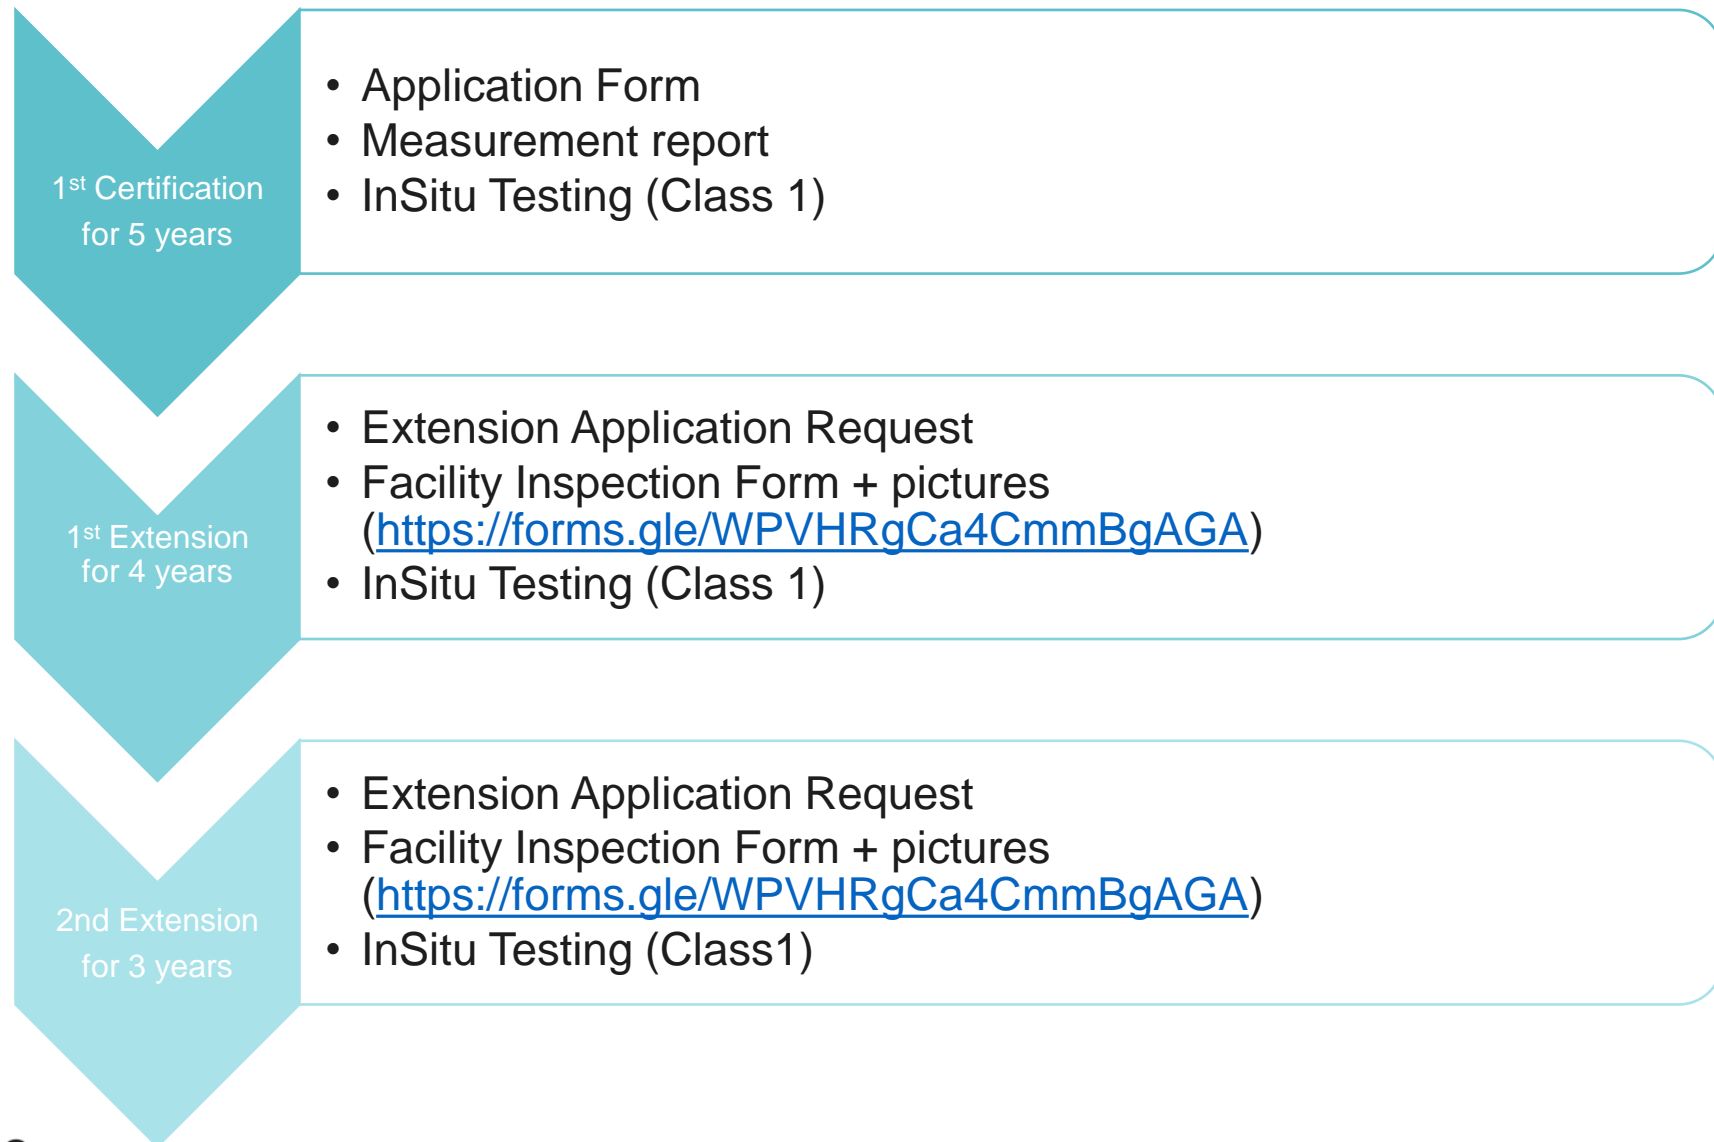 1st Certification
for 5 years
• Application Form
• Measurement report
• InSitu Testing (Class 1)
1st Extension
for 4 years
• Extension Application Request
• Facility Inspection Form + pictures
(https://forms.gle/WPVHRgCa4CmmBgAGA)
• InSitu Testing (Class 1)
2nd Extension
for 3 years
• Extension Application Request
• Facility Inspection Form + pictures
(https://forms.gle/WPVHRgCa4CmmBgAGA)
• InSitu Testing (Class1)